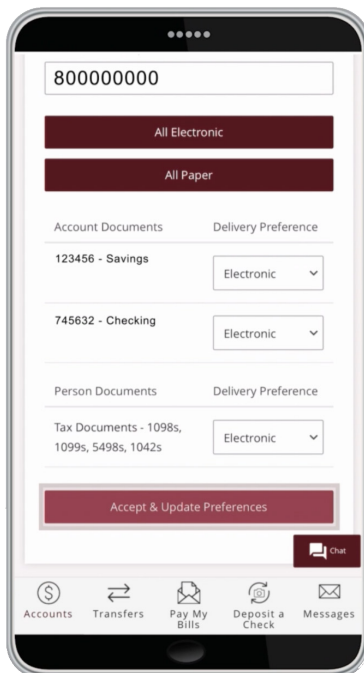 800000000
All Electronic
All Paper
Account Documents Delivery Preference
123456 - Savings
Electronic
745632 - Checking
Electronic
Person Documents Delivery Preference
Tax Documents - 1098s,
1099s, 5498s, 1042s
Electronic
Accept & Update Preferences
Chat
Accounts Transfers Pay My Bills Deposit a Check Messages